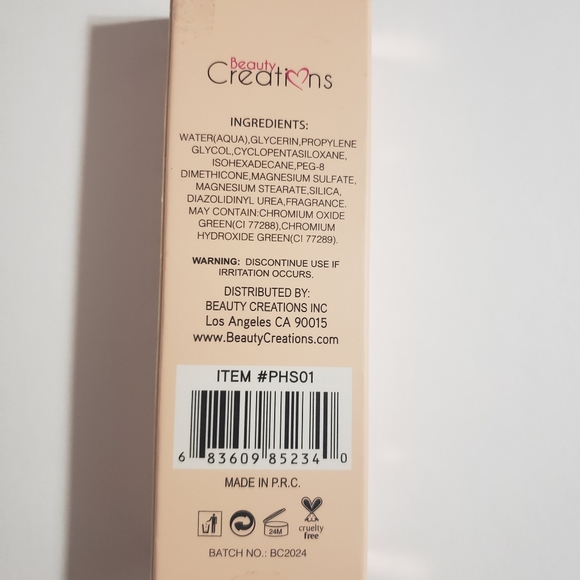 Beauty
Creations
INGREDIENTS:
WATER(AQUA),GLYCERIN,PROPYLENE
GLYCOL,CYCLOPENTASILOXANE,
ISOHEXADECANE,PEG-8
DIMETHICONE,MAGNESIUM SULFATE,
MAGNESIUM STEARATE,SILICA,
DIAZOLIDINYL UREA,FRAGRANCE.
MAY CONTAIN:CHROMIUM OXIDE
GREEN(CI 77288),CHROMIUM
HYDROXIDE GREEN(CI 77289).
WARNING: DISCONTINUE USE IF
IRRITATION OCCURS.
DISTRIBUTED BY:
BEAUTY CREATIONS INC
Los Angeles CA 90015
www.BeautyCreations.com
ITEM #PHS01
6 83609 85234 0
MADE IN P.R.C.
24M
cruelty
free
BATCH NO.: BC2024